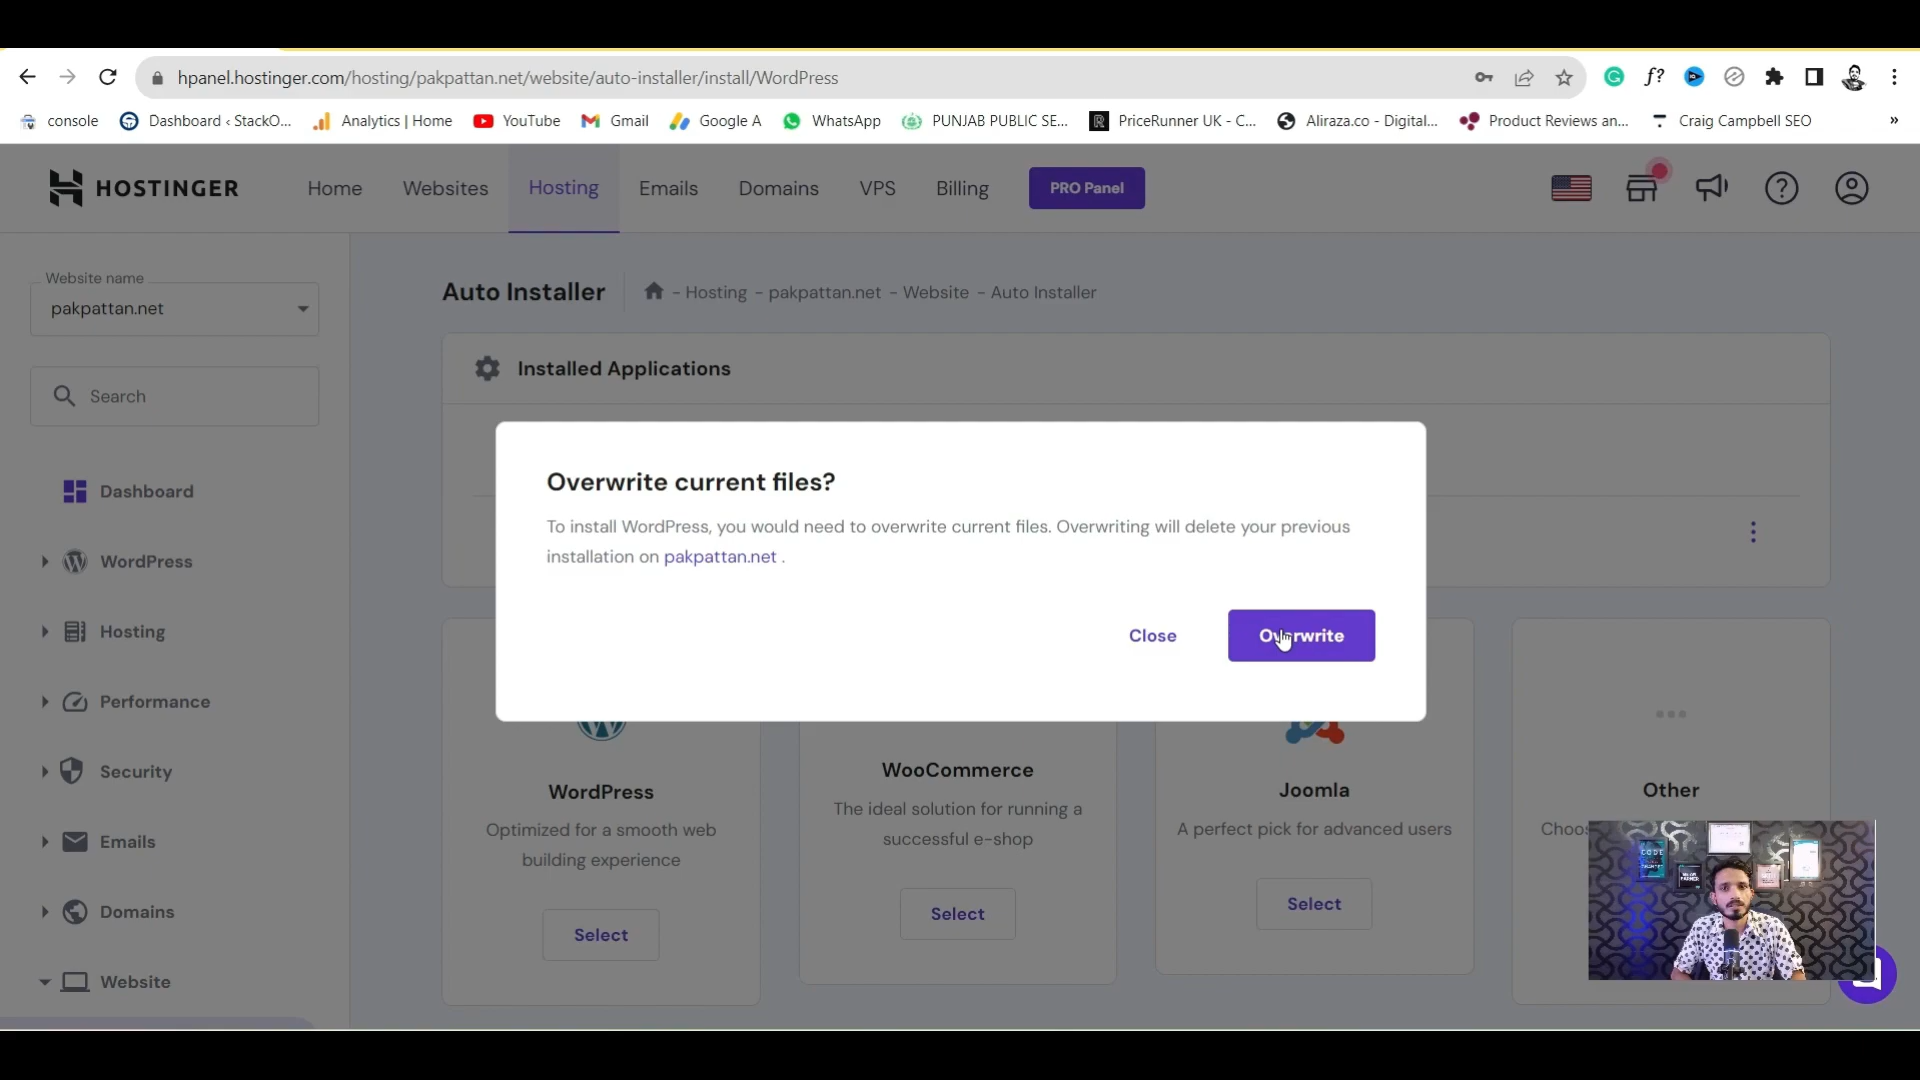 hpanel.hostinger.com/hosting/pakpattan.net/website/auto-installer/install/WordPress
console
Dashboard ‹ StackO...
Analytics | Home
YouTube
Gmail
Google A
WhatsApp
PUNJAB PUBLIC SE...
PriceRunner UK - C...
Aliraza.co - Digital...
Product Reviews an...
Craig Campbell SEO
»
HOSTINGER
Home
Websites
Hosting
Emails
Domains
VPS
Billing
PRO Panel
Website name
pakpattan.net
Search
Dashboard
WordPress
Hosting
Performance
Security
Emails
Domains
Website
Auto Installer
- Hosting - pakpattan.net - Website - Auto Installer
Installed Applications
Overwrite current files?
To install WordPress, you would need to overwrite current files. Overwriting will delete your previous
installation on pakpattan.net .
Close
Overwrite
WordPress
Optimized for a smooth web
building experience
Select
WooCommerce
The ideal solution for running a
successful e-shop
Select
Joomla
A perfect pick for advanced users
Select
Other
CODE